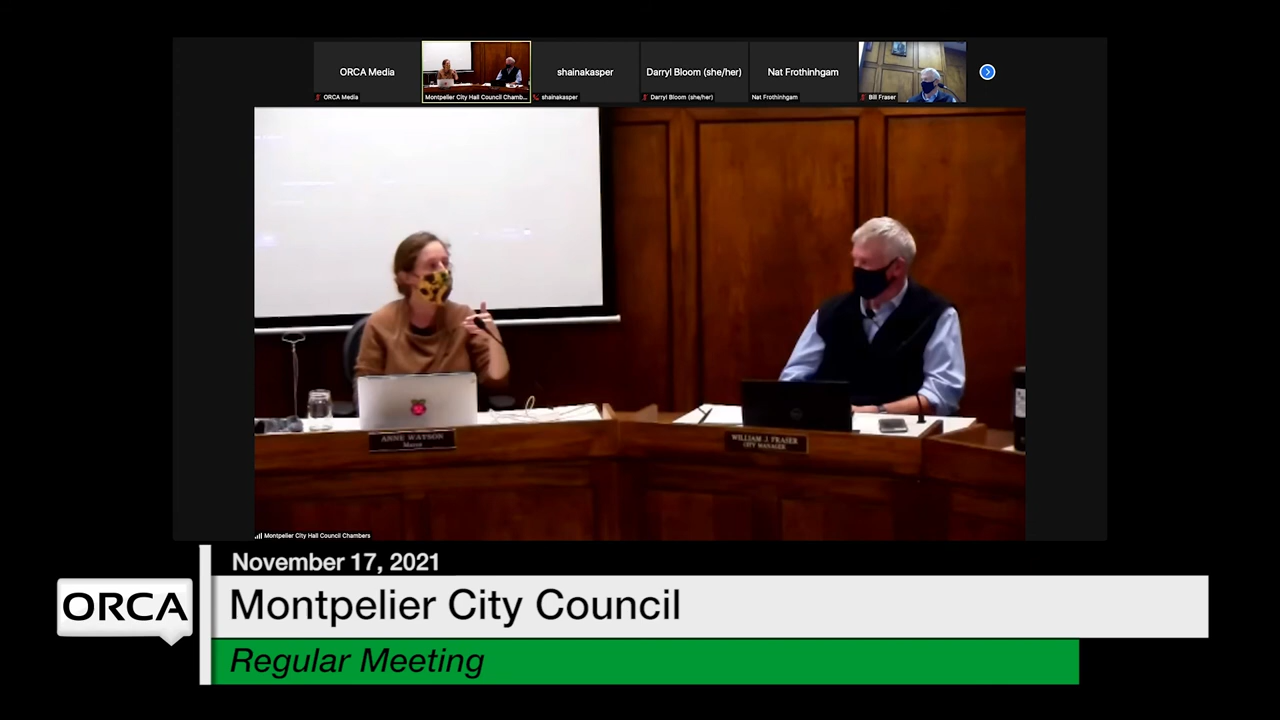 ORCA Media
shainakasper
Darryl Bloom (she/her)
Nat Frothinhgam
ORCA Media
Montpelier City Hall Council Chamb...
shainakasper
Darryl Bloom (she/her)
Nat Frothinhgam
Bill Fraser
ANNE WATSON
Mayor
WILLIAM J. FRASER
CITY MANAGER
Montpelier City Hall Council Chambers
November 17, 2021
ORCA
Montpelier City Council
Regular Meeting